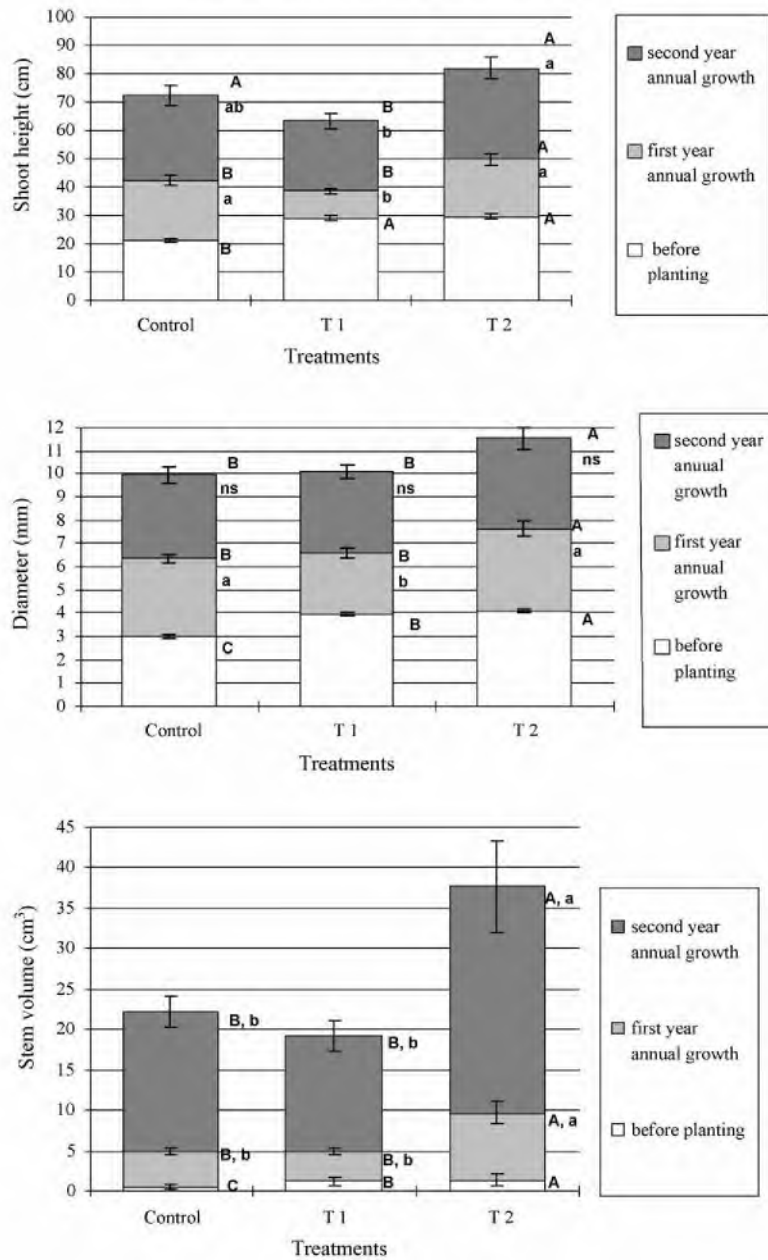 100
90
80
70
60
50
40
30
20
10
0
Shoot height (cm)
A
ab
B
a
B
B
b
B
b
A
A
a
A
a
A
Control
T 1
T 2
Treatments
second year
annual growth
first year
annual growth
before
planting
12
11
10
9
8
7
6
5
4
3
2
1
0
Diameter (mm)
B
ns
B
a
C
B
ns
B
b
B
A
ns
A
a
A
Control
T 1
T 2
Treatments
second year
anuual
growth
first year
annual
growth
before
planting
45
40
35
30
25
20
15
10
5
0
Stem volume (cm³)
B, b
B, b
C
B, b
B, b
B
A, a
A, a
A
Control
T 1
T 2
Treatments
second year
annual growth
first year
annual growth
before planting